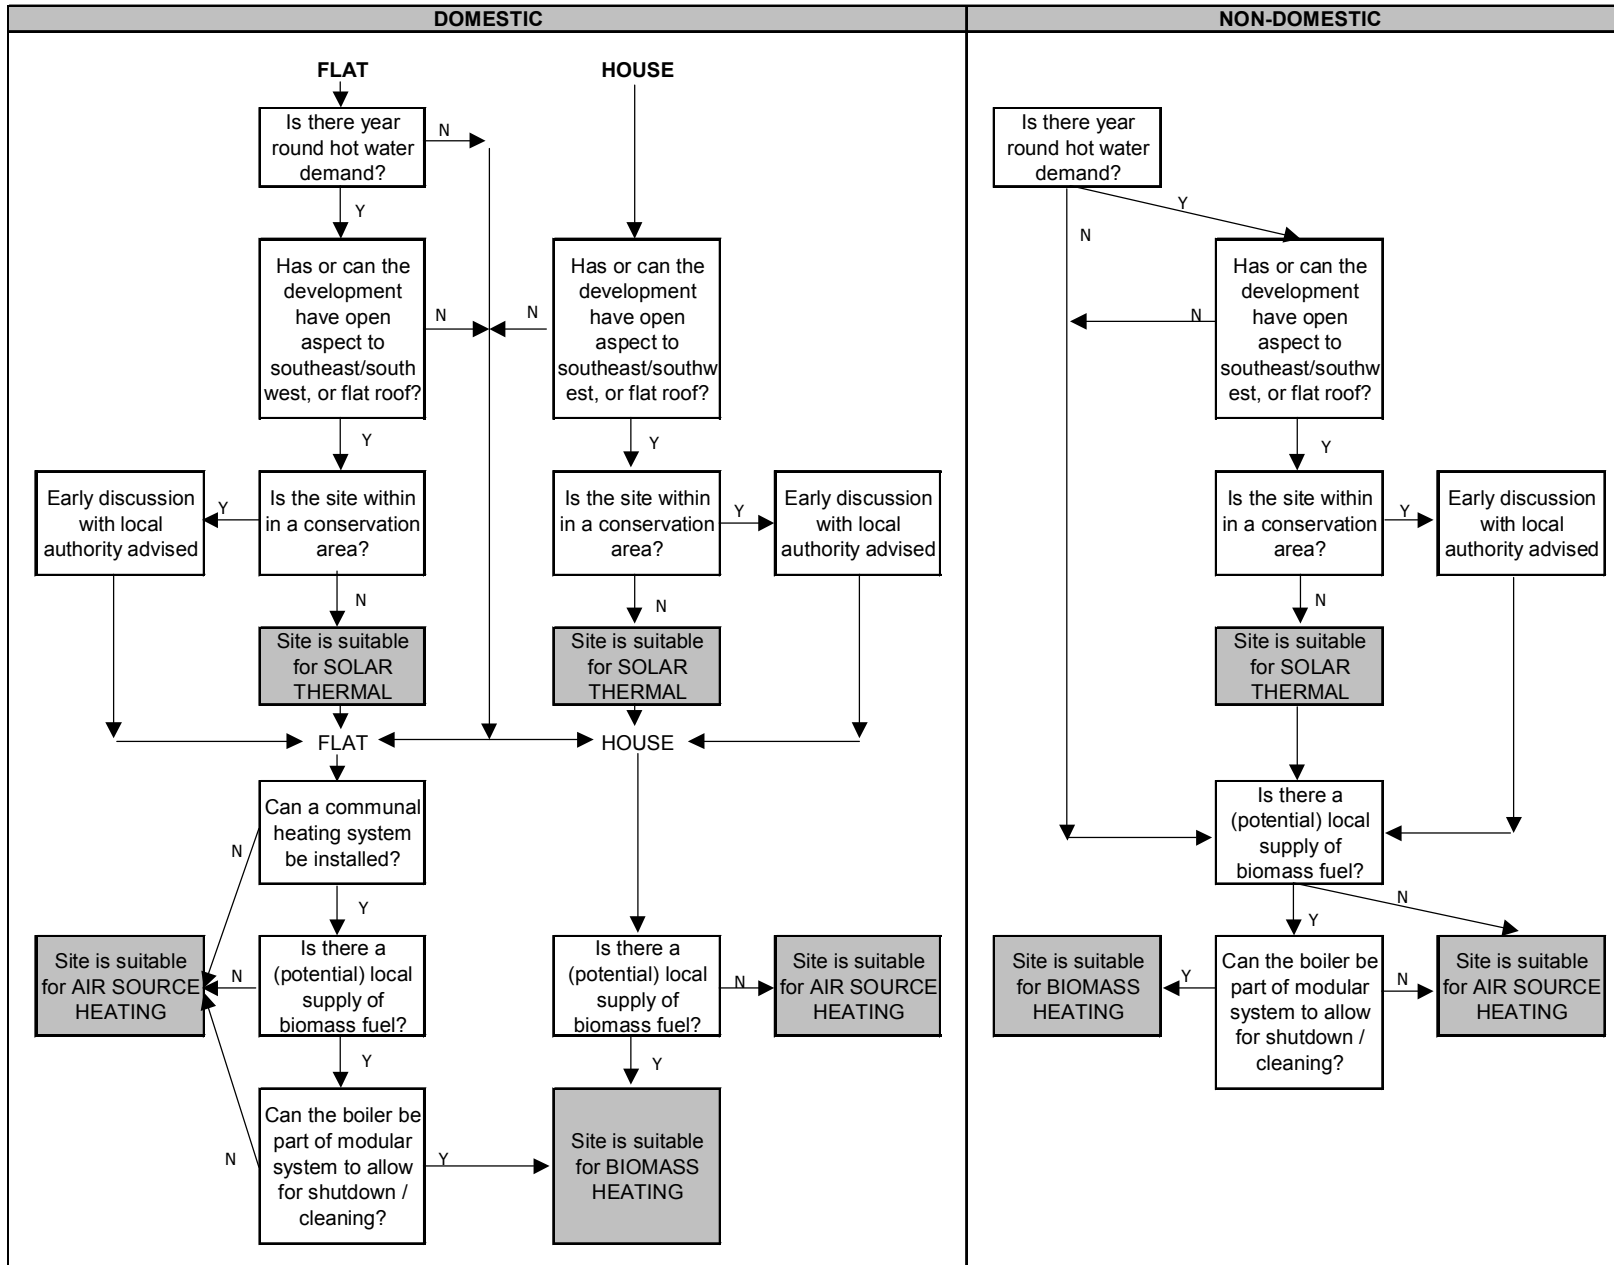 DOMESTIC
NON-DOMESTIC
FLAT
HOUSE
Is there year
round hot water
demand?
N
Y
Has or can the
development
have open
aspect to
southeast/south
west, or flat roof?
N
N
Has or can the
development
have open
aspect to
southeast/southw
est, or flat roof?
Y
Y
Early discussion
with local
authority advised
Y
Is the site within
in a conservation
area?
Is the site within
in a conservation
area?
Y
Early discussion
with local
authority advised
N
N
Site is suitable
for SOLAR
THERMAL
Site is suitable
for SOLAR
THERMAL
FLAT
HOUSE
Can a communal
heating system
be installed?
N
Y
Site is suitable
for AIR SOURCE
HEATING
N
Is there a
(potential) local
supply of
biomass fuel?
Is there a
(potential) local
supply of
biomass fuel?
N
Site is suitable
for AIR SOURCE
HEATING
Y
Y
N
Can the boiler be
part of modular
system to allow
for shutdown /
cleaning?
Y
Site is suitable
for BIOMASS
HEATING
Is there year
round hot water
demand?
Y
N
Has or can the
development
have open
aspect to
southeast/southw
est, or flat roof?
N
Y
Is the site within
in a conservation
area?
Y
Early discussion
with local
authority advised
N
Site is suitable
for SOLAR
THERMAL
Is there a
(potential) local
supply of
biomass fuel?
N
Y
Site is suitable
for BIOMASS
HEATING
Y
Can the boiler be
part of modular
system to allow
for shutdown /
cleaning?
N
Site is suitable
for AIR SOURCE
HEATING